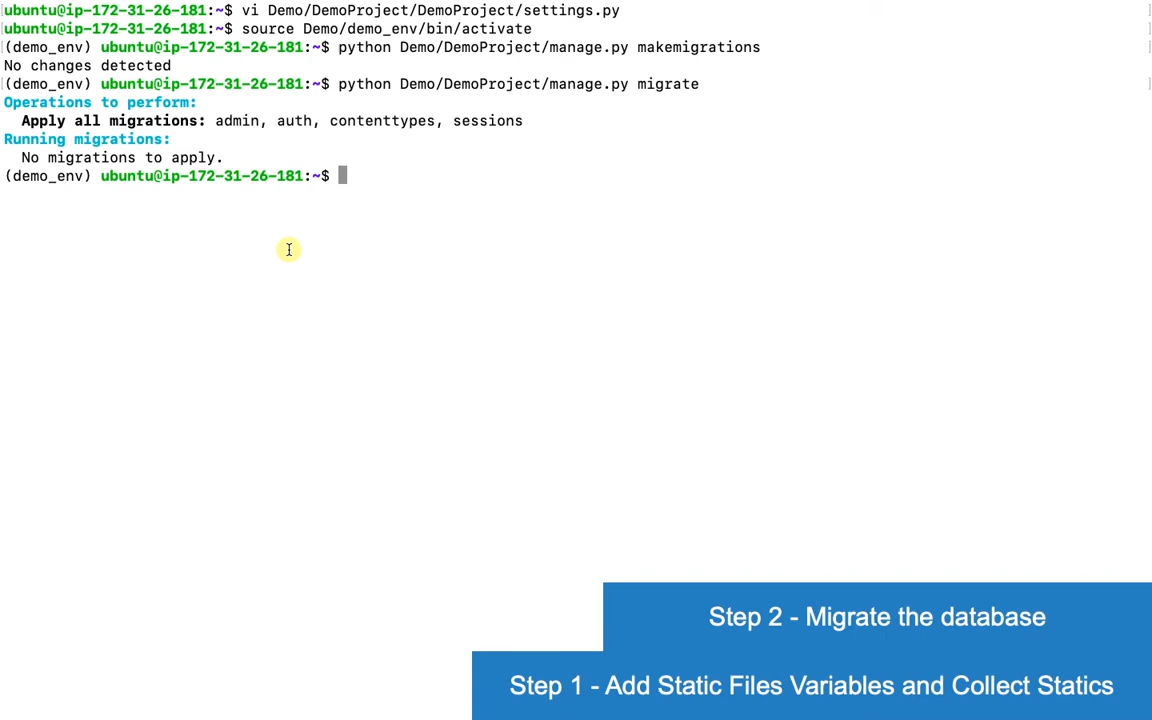 ubuntu@ip-172-31-26-181:~$ vi Demo/DemoProject/DemoProject/settings.py
ubuntu@ip-172-31-26-181:~$ source Demo/demo_env/bin/activate
(demo_env) ubuntu@ip-172-31-26-181:~$ python Demo/DemoProject/manage.py makemigrations
No changes detected
(demo_env) ubuntu@ip-172-31-26-181:~$ python Demo/DemoProject/manage.py migrate
Operations to perform:
  Apply all migrations: admin, auth, contenttypes, sessions
Running migrations:
  No migrations to apply.
(demo_env) ubuntu@ip-172-31-26-181:~$
Step 2 - Migrate the database
Step 1 - Add Static Files Variables and Collect Statics